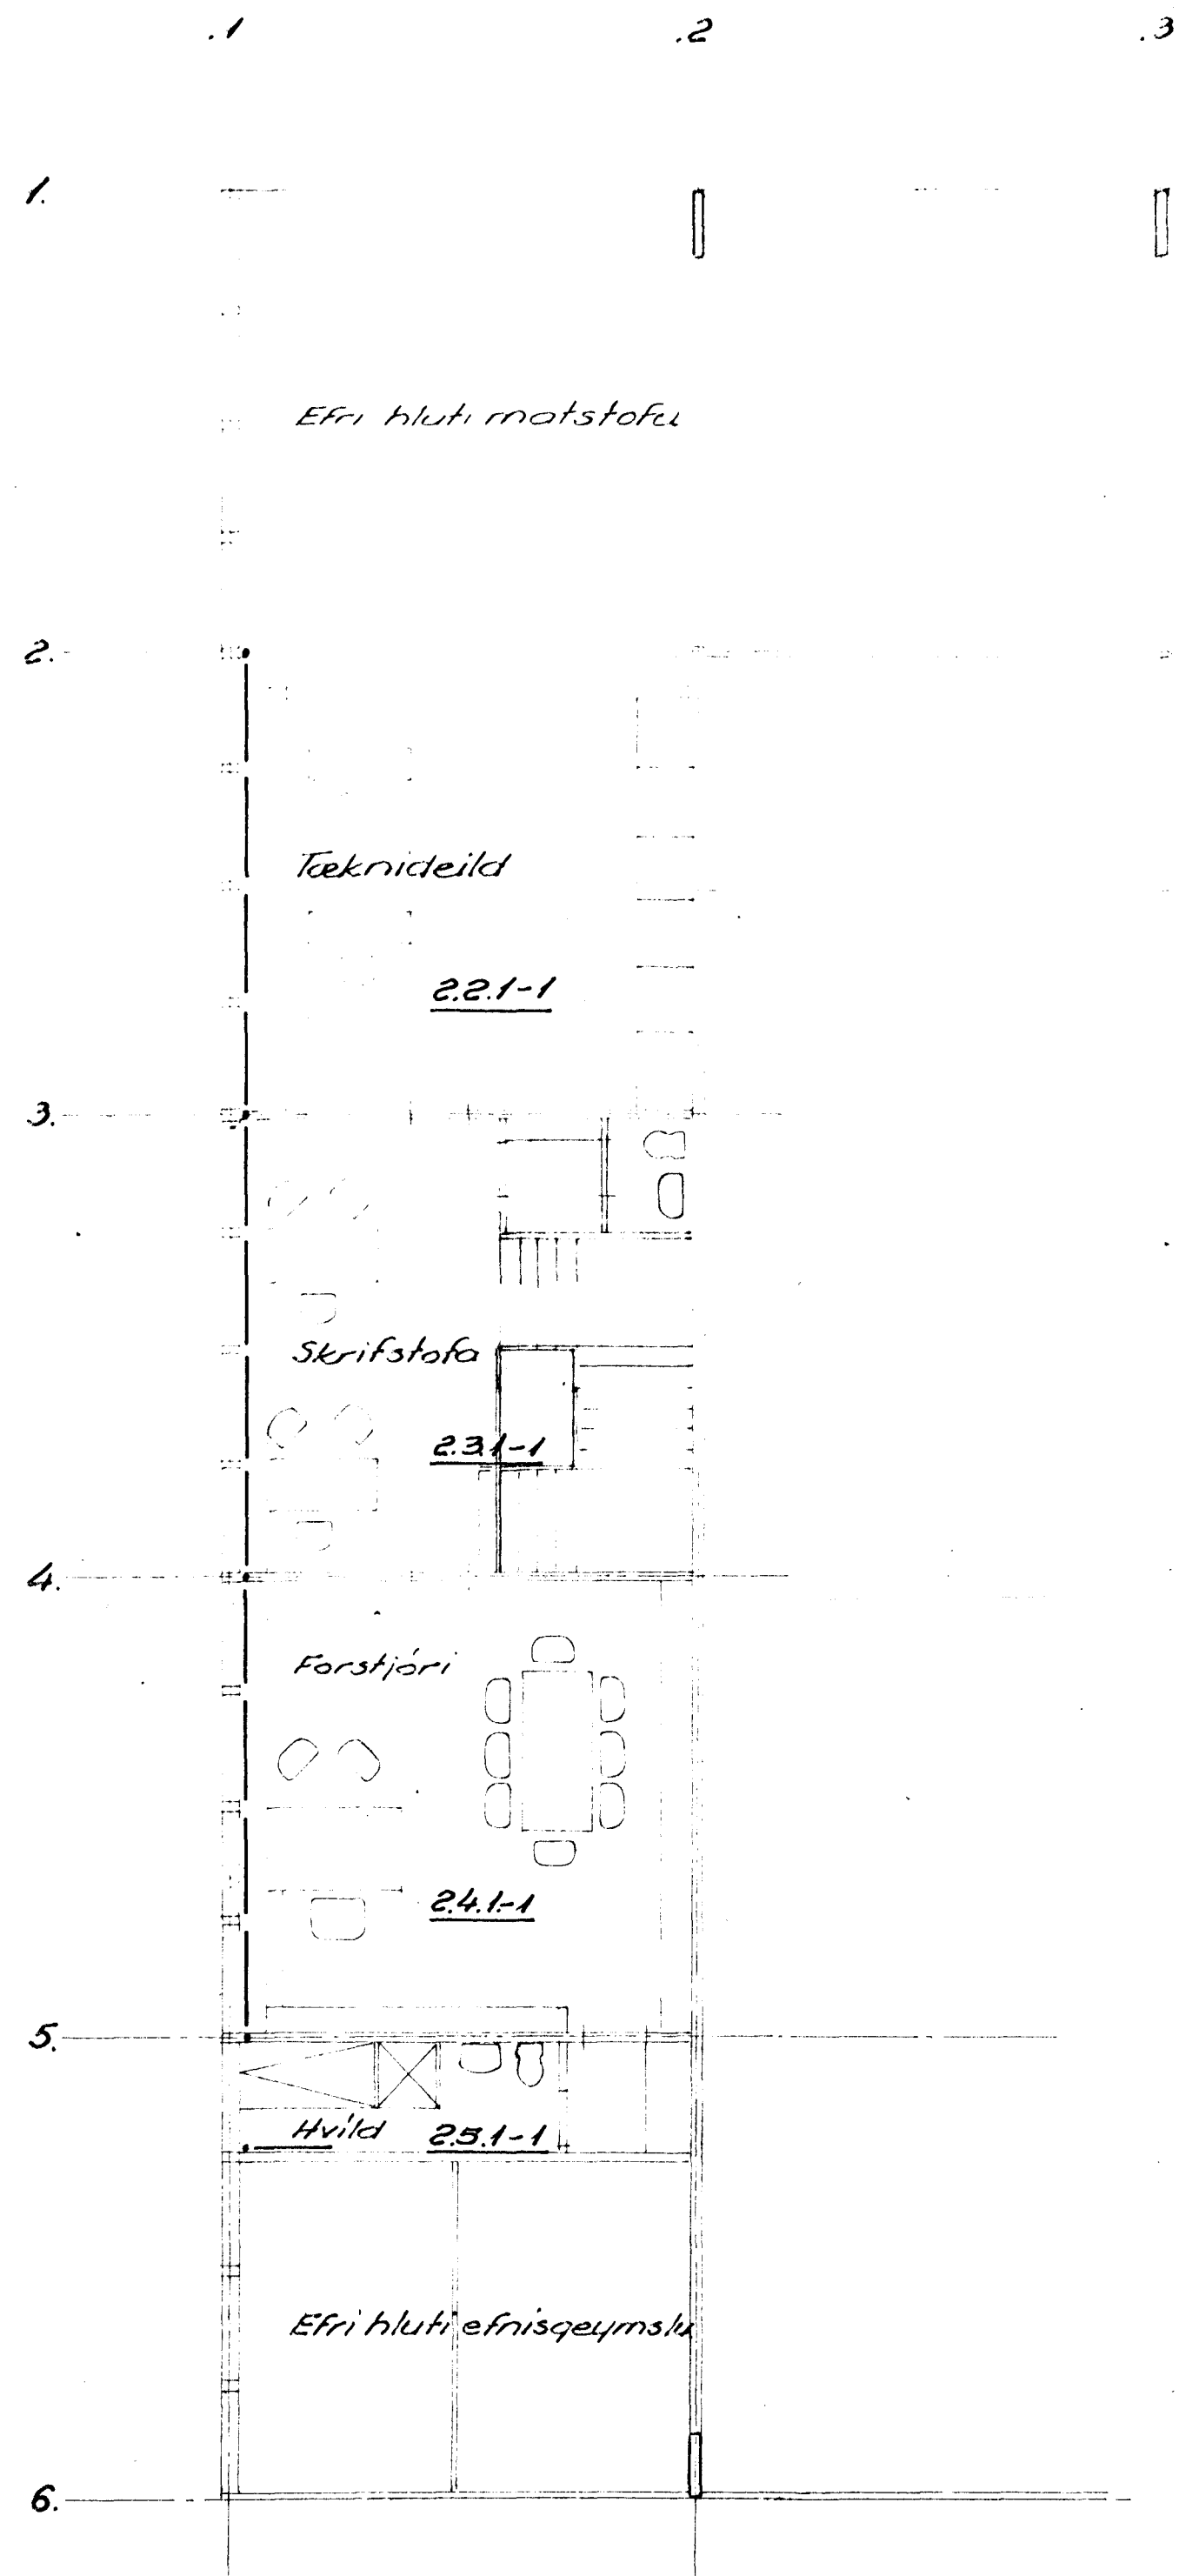 .1 .2 .3
1.
Efri hluti matstofu
2.
Tæknideild
2.2.1-1
3.
Skrifstofa
2.3.1-1
4.
Forstjóri
2.4.1-1
5.
Hvíld 2.5.1-1
Efri hluti efnisgeymslu
6.